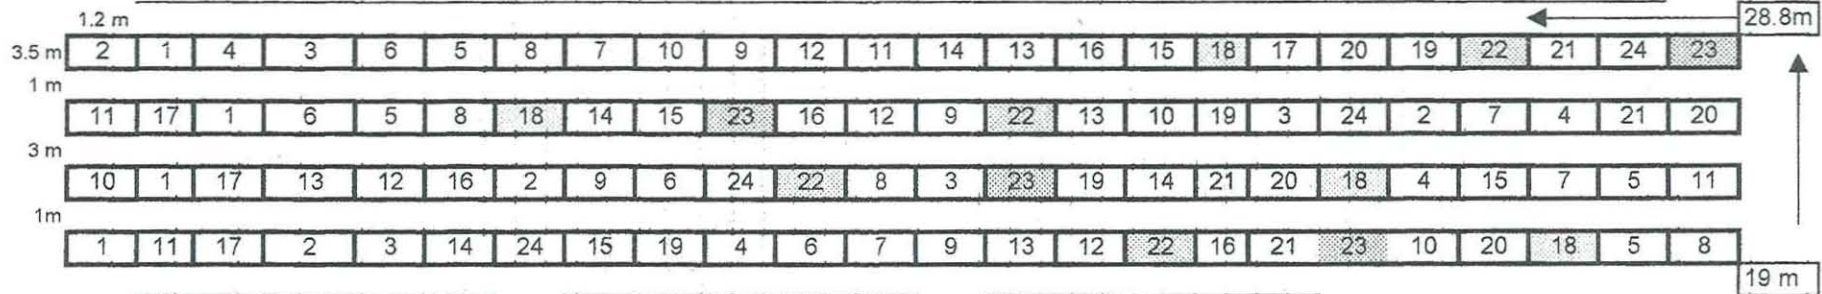 1.2 m 28.8m
3.5 m 2 1 4 3 6 5 8 7 10 9 12 11 14 13 16 15 18 17 20 19 22 21 24 23
1 m
11 17 1 6 5 8 18 14 15 23 16 12 9 22 13 10 19 3 24 2 7 4 21 20
3 m
10 1 17 13 12 16 2 9 6 24 22 8 3 23 19 14 21 20 18 4 15 7 5 11
1m
1 11 17 2 3 14 24 15 19 4 6 7 9 13 12 22 16 21 23 10 20 18 5 8
19 m